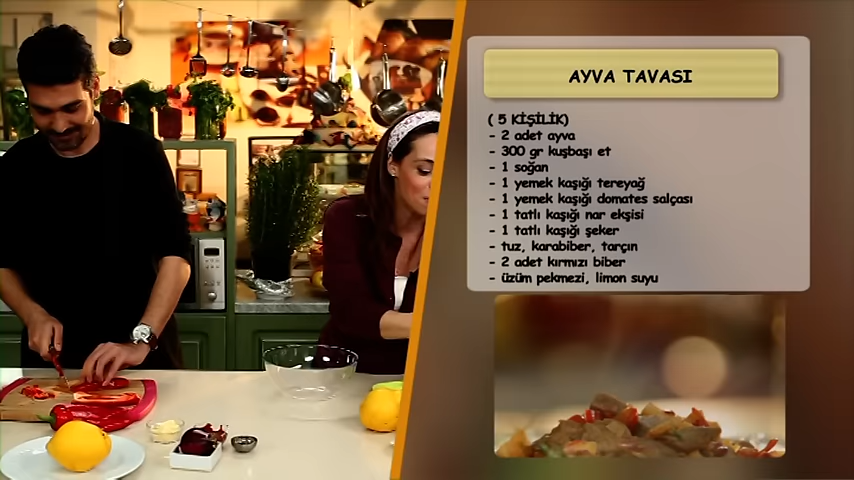 AYVA TAVASI
( 5 KİŞİLİK)
- 2 adet ayva
- 300 gr kuşbaşı et
- 1 soğan
- 1 yemek kaşığı tereyağ
- 1 yemek kaşığı domates salçası
- 1 tatlı kaşığı nar ekşisi
- 1 tatlı kaşığı şeker
- tuz, karabiber, tarçın
- 2 adet kırmızı biber
- üzüm pekmezi, limon suyu